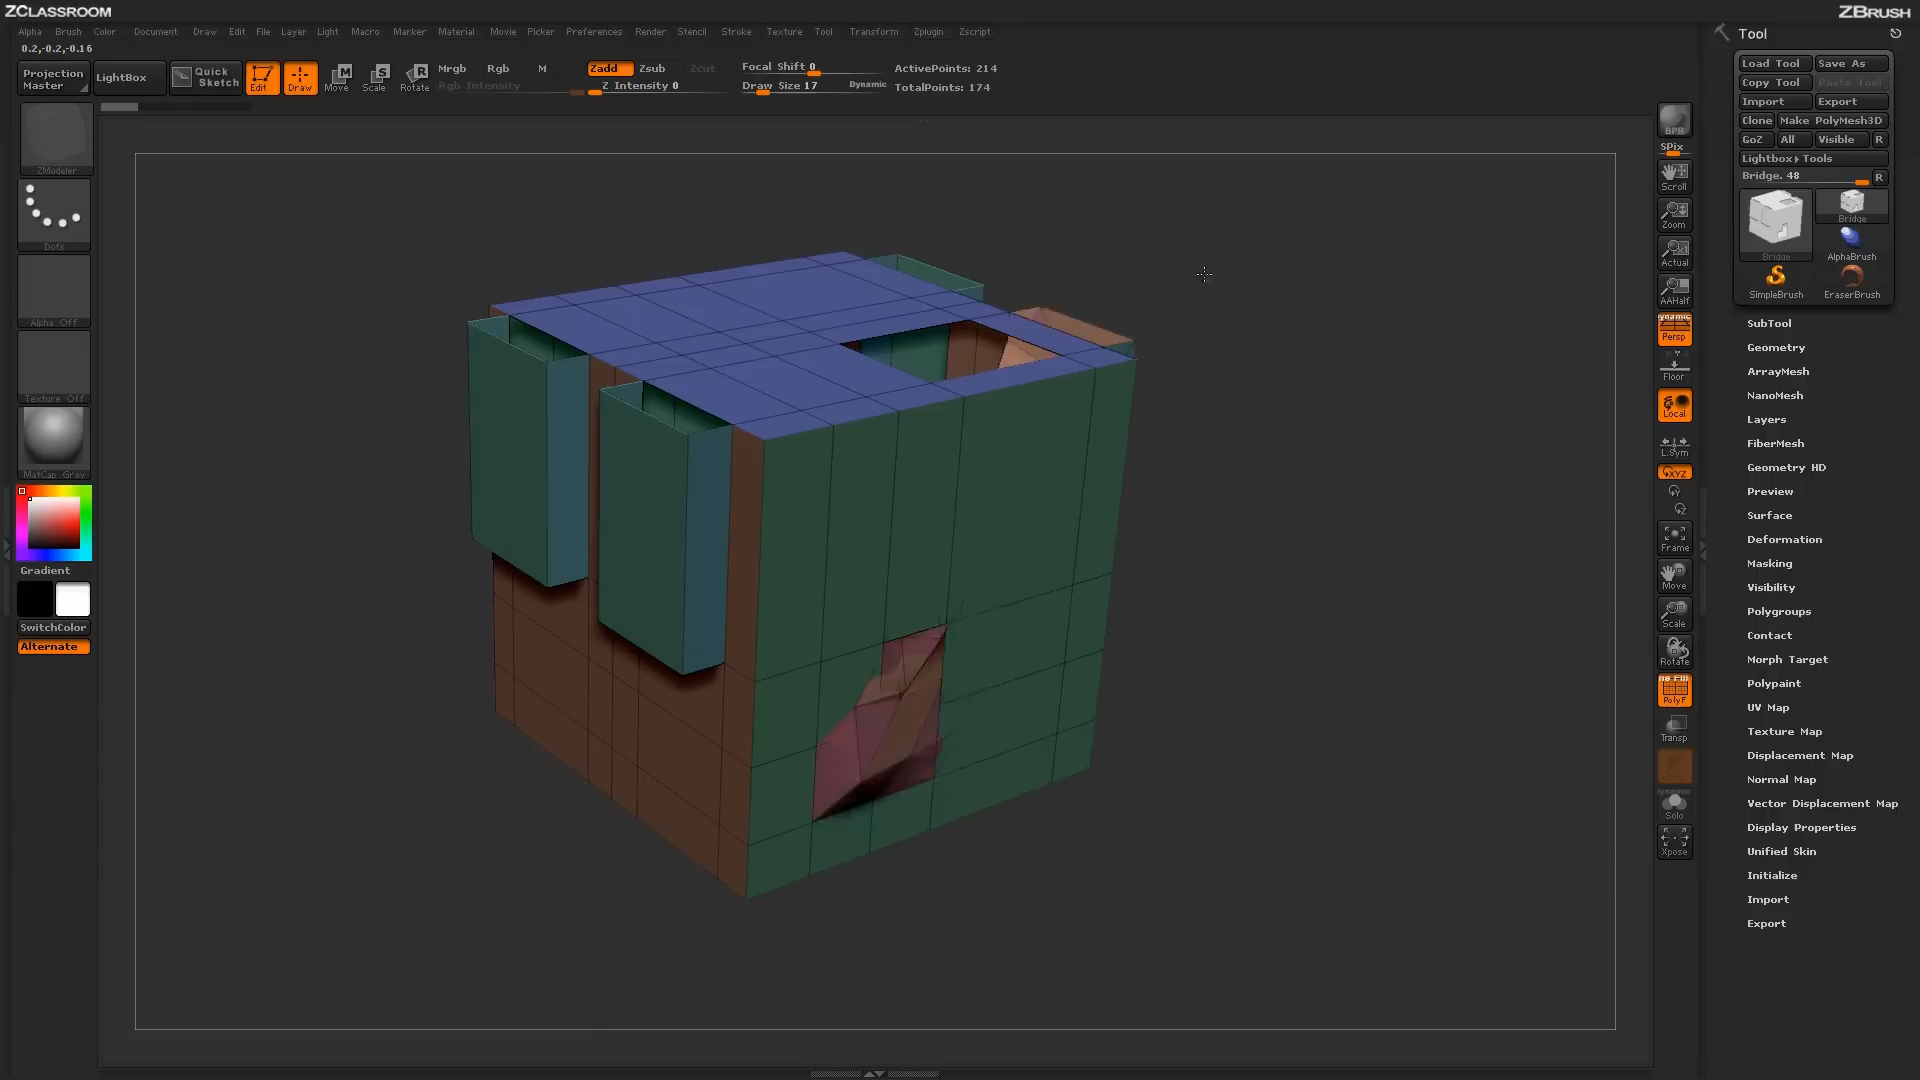 ZCLASSROOM
ZBRUSH
Alpha Brush Color Document Draw Edit File Layer Light Macro Marker Material Movie Picker Preferences Render Stencil Stroke Texture Tool Transform Zplugin Zscript
0.2,-0.2,-0.16
Projection Master
LightBox
Quick Sketch
Edit
Draw
Move
Scale
Rotate
Mrgb Rgb M
Rgb Intensity
Zadd Zsub Zcut
Z Intensity 0
Focal Shift 0
Draw Size 17
Dynamic
ActivePoints: 214
TotalPoints: 174
ZModeler
Dots
Alpha Off
Texture Off
MatCap Gray
Gradient
SwitchColor
Alternate
BPR
SPix
Scroll
Zoom
Actual
AAHalf
Persp
Floor
Local
L.Sym
XYZ
Frame
Move
Scale
Rotate
PolyF
Transp
Dynamic
Solo
Xpose
Tool
Load Tool Save As
Copy Tool Paste Tool
Import Export
Clone Make PolyMesh3D
GoZ All Visible R
Lightbox Tools
Bridge. 48 R
Bridge
Bridge
AlphaBrush
SimpleBrush
EraserBrush
SubTool
Geometry
ArrayMesh
NanoMesh
Layers
FiberMesh
Geometry HD
Preview
Surface
Deformation
Masking
Visibility
Polygroups
Contact
Morph Target
Polypaint
UV Map
Texture Map
Displacement Map
Normal Map
Vector Displacement Map
Display Properties
Unified Skin
Initialize
Import
Export